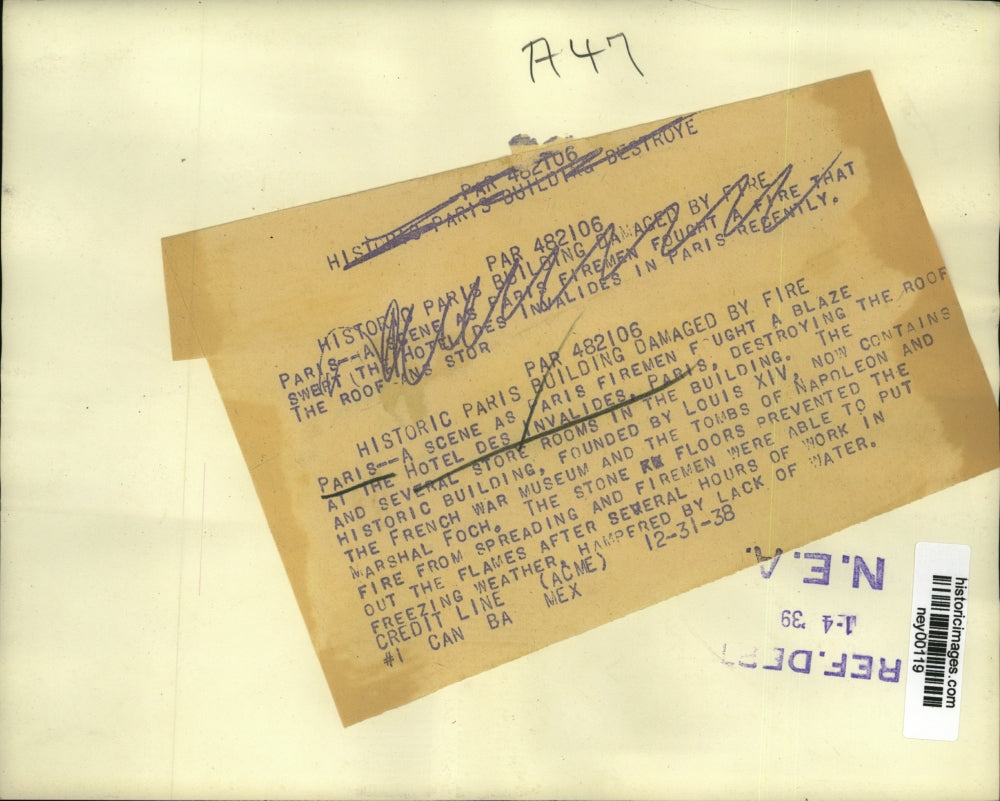 A47
PAR 482106
HISTORIC PARIS BUILDING DESTROYE
PAR 482106
HISTORIC PARIS BUILDING DAMAGED BY FIRE
PARIS--A SCENE AS PARIS FIREMEN FOUGHT A FIRE THAT
SWEPT (THE HOTEL DES INVALIDES IN PARIS RECENTLY.
THE ROOF ANS STOR
PAR 482106
HISTORIC PARIS BUILDING DAMAGED BY FIRE
PARIS--A SCENE AS PARIS FIREMEN FOUGHT A BLAZE
AT THE HOTEL DES INVALIDES, PARIS, DESTROYING THE ROOF
AND SEVERAL STORE ROOMS IN THE BUILDING. THE
HISTORIC BUILDING, FOUNDED BY LOUIS XIV, NOW CONTAINS
THE FRENCH WAR MUSEUM AND THE TOMBS OF NAPOLEON AND
MARSHAL FOCH. THE STONE FLOORS PREVENTED THE
FIRE FROM SPREADING AND FIREMEN WERE ABLE TO PUT
OUT THE FLAMES AFTER SEVERAL HOURS OF WORK IN
FREEZING WEATHER, HAMPERED BY LACK OF WATER.
CREDIT LINE (ACME) 12-31-38
#1 CAN BA MEX
N.E.A.
1-4 '39
REF. DEPT
historicimages.com
ney00119